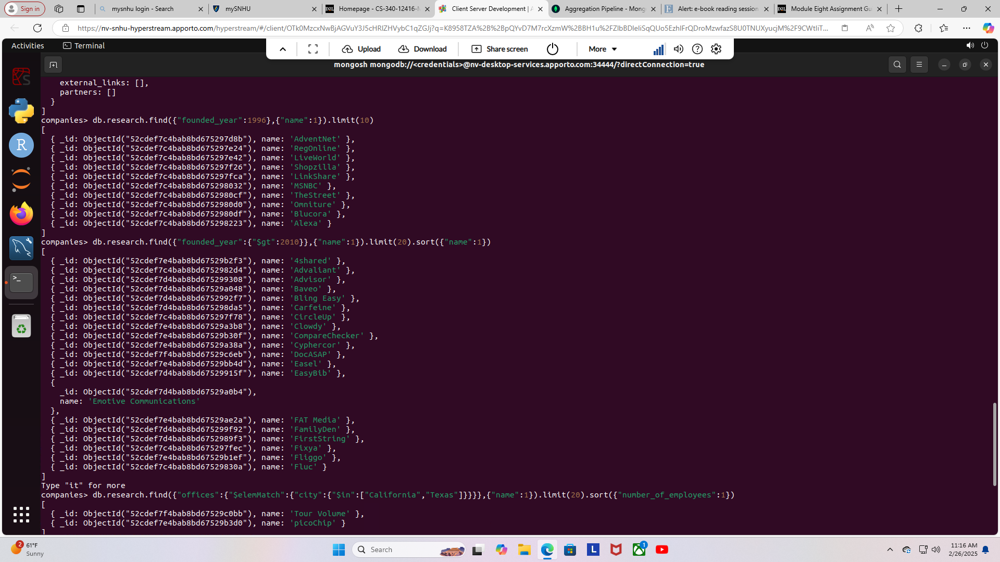 Sign in
mysnhu login - Search
mySNHU
D2L Homepage - CS-340-12416-M
Client Server Development | A
Aggregation Pipeline - Mong
Alert: e-book reading session
D2L Module Eight Assignment Gu
https://nv-snhu-hyperstream.apporto.com/hyperstream/#/client/
Activities
Terminal
Upload
Download
Share screen
More
mongosh mongodb://<credentials>@nv-desktop-services.apporto.com:34444/?directConnection=true
external_links: [],
partners: []
}
]
companies> db.research.find({"founded_year":1996},{"name":1}).limit(10)
[
{ _id: ObjectId("52cdef7c4bab8bd675297d8b"), name: 'AdventNet' },
{ _id: ObjectId("52cdef7c4bab8bd675297e24"), name: 'RegOnline' },
{ _id: ObjectId("52cdef7c4bab8bd675297e42"), name: 'LiveWorld' },
{ _id: ObjectId("52cdef7c4bab8bd675297f26"), name: 'Shopzilla' },
{ _id: ObjectId("52cdef7c4bab8bd675297fca"), name: 'LinkShare' },
{ _id: ObjectId("52cdef7c4bab8bd675298032"), name: 'MSNBC' },
{ _id: ObjectId("52cdef7c4bab8bd6752980cf"), name: 'TheStreet' },
{ _id: ObjectId("52cdef7c4bab8bd6752980d0"), name: 'Omniture' },
{ _id: ObjectId("52cdef7c4bab8bd6752980df"), name: 'Blucora' },
{ _id: ObjectId("52cdef7c4bab8bd675298223"), name: 'Alexa' }
]
companies> db.research.find({"founded_year":{"$gt":2010}},{"name":1}).limit(20).sort({"name":1})
[
{ _id: ObjectId("52cdef7e4bab8bd67529b2f3"), name: '4shared' },
{ _id: ObjectId("52cdef7c4bab8bd6752982d4"), name: 'Advaliant' },
{ _id: ObjectId("52cdef7d4bab8bd675299308"), name: 'Advisor' },
{ _id: ObjectId("52cdef7d4bab8bd67529a048"), name: 'Baveo' },
{ _id: ObjectId("52cdef7d4bab8bd6752992f7"), name: 'Bling Easy' },
{ _id: ObjectId("52cdef7d4bab8bd675298da5"), name: 'Carfeine' },
{ _id: ObjectId("52cdef7c4bab8bd675297f78"), name: 'CircleUp' },
{ _id: ObjectId("52cdef7e4bab8bd67529a3b8"), name: 'Clowdy' },
{ _id: ObjectId("52cdef7e4bab8bd67529b30f"), name: 'CompareChecker' },
{ _id: ObjectId("52cdef7e4bab8bd67529a38a"), name: 'Cyphercor' },
{ _id: ObjectId("52cdef7f4bab8bd67529c6eb"), name: 'DocASAP' },
{ _id: ObjectId("52cdef7e4bab8bd67529bb4d"), name: 'Easel' },
{ _id: ObjectId("52cdef7d4bab8bd67529915f"), name: 'EasyBib' },
{
_id: ObjectId("52cdef7d4bab8bd67529a0b4"),
name: 'Emotive Communications'
},
{ _id: ObjectId("52cdef7e4bab8bd67529ae2a"), name: 'FAT Media' },
{ _id: ObjectId("52cdef7d4bab8bd675299f92"), name: 'FamilyDen' },
{ _id: ObjectId("52cdef7d4bab8bd6752989f3"), name: 'FirstString' },
{ _id: ObjectId("52cdef7c4bab8bd675297fec"), name: 'Fixya' },
{ _id: ObjectId("52cdef7e4bab8bd67529b1ef"), name: 'Fliggo' },
{ _id: ObjectId("52cdef7d4bab8bd67529830a"), name: 'Fluc' }
]
Type "it" for more
companies> db.research.find({"offices":{"$elemMatch":{"city":{"$in":["California","Texas"]}}}},{"name":1}).limit(20).sort({"number_of_employees":1})
[
{ _id: ObjectId("52cdef7f4bab8bd67529c0bb"), name: 'Tour Volume' },
{ _id: ObjectId("52cdef7e4bab8bd67529b3d0"), name: 'picoChip' }
]
2
61°F
Sunny
Search
1
11:16 AM
2/26/2025